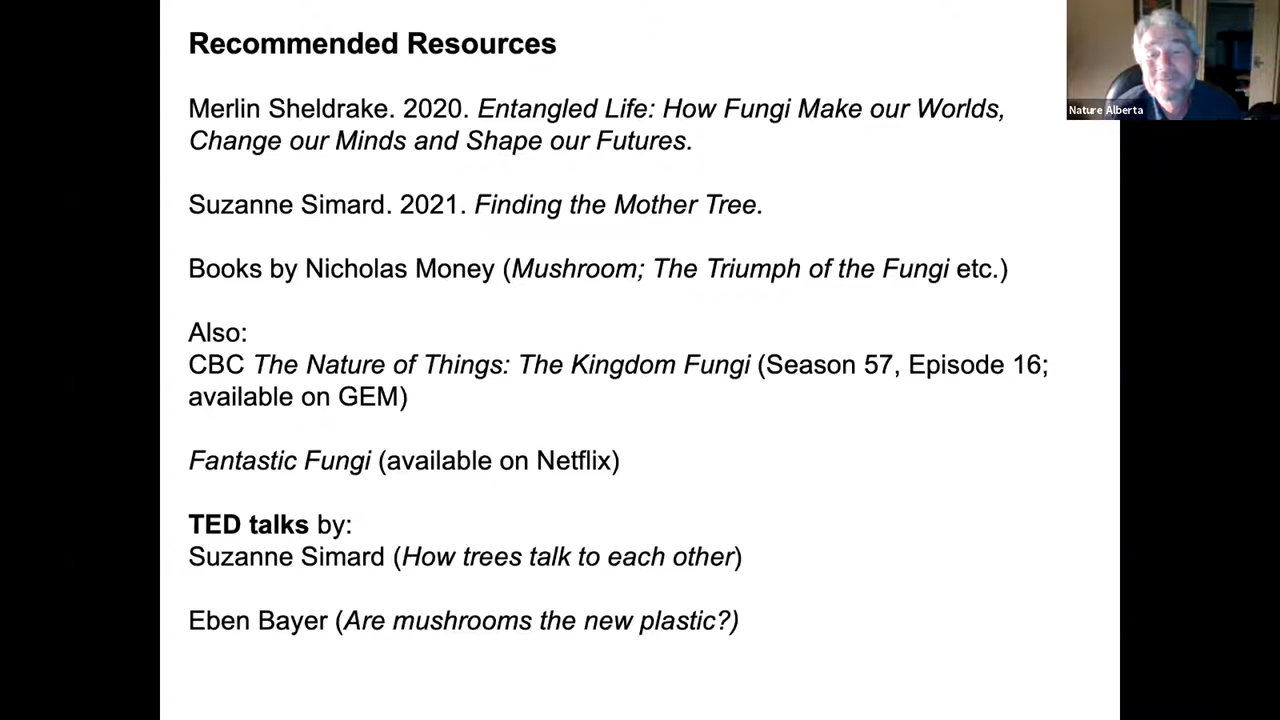 Recommended Resources
Merlin Sheldrake. 2020. Entangled Life: How Fungi Make our Worlds,
Change our Minds and Shape our Futures.
Suzanne Simard. 2021. Finding the Mother Tree.
Books by Nicholas Money (Mushroom; The Triumph of the Fungi etc.)
Also:
CBC The Nature of Things: The Kingdom Fungi (Season 57, Episode 16;
available on GEM)
Fantastic Fungi (available on Netflix)
TED talks by:
Suzanne Simard (How trees talk to each other)
Eben Bayer (Are mushrooms the new plastic?)
Nature Alberta